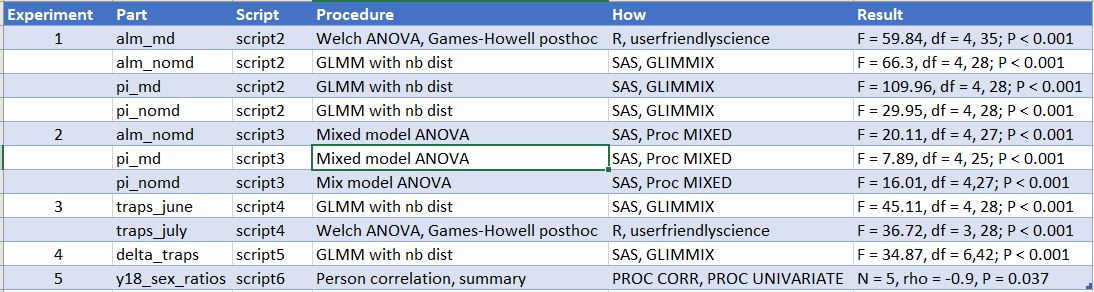 Experiment Part Script Procedure How Result
1 alm_md script2 Welch ANOVA, Games-Howell posthoc R, userfriendlyscience F = 59.84, df = 4, 35; P < 0.001
alm_nomd script2 GLMM with nb dist SAS, GLIMMIX F = 66.3, df = 4, 28; P < 0.001
pi_md script2 GLMM with nb dist SAS, GLIMMIX F = 109.96, df = 4, 28; P < 0.001
pi_nomd script2 GLMM with nb dist SAS, GLIMMIX F = 29.95, df = 4, 28; P < 0.001
2 alm_nomd script3 Mixed model ANOVA SAS, Proc MIXED F = 20.11, df = 4, 27; P < 0.001
pi_md script3 Mixed model ANOVA SAS, Proc MIXED F = 7.89, df = 4, 25; P < 0.001
pi_nomd script3 Mix model ANOVA SAS, Proc MIXED F = 16.01, df = 4,27; P < 0.001
3 traps_june script4 GLMM with nb dist SAS, GLIMMIX F = 45.11, df = 4, 28; P < 0.001
traps_july script4 Welch ANOVA, Games-Howell posthoc R, userfriendlyscience F = 36.72, df = 3, 28; P < 0.001
4 delta_traps script5 GLMM with nb dist SAS, GLIMMIX F = 34.87, df = 6,42; P < 0.001
5 y18_sex_ratios script6 Person correlation, summary PROC CORR, PROC UNIVARIATE N = 5, rho = -0.9, P = 0.037